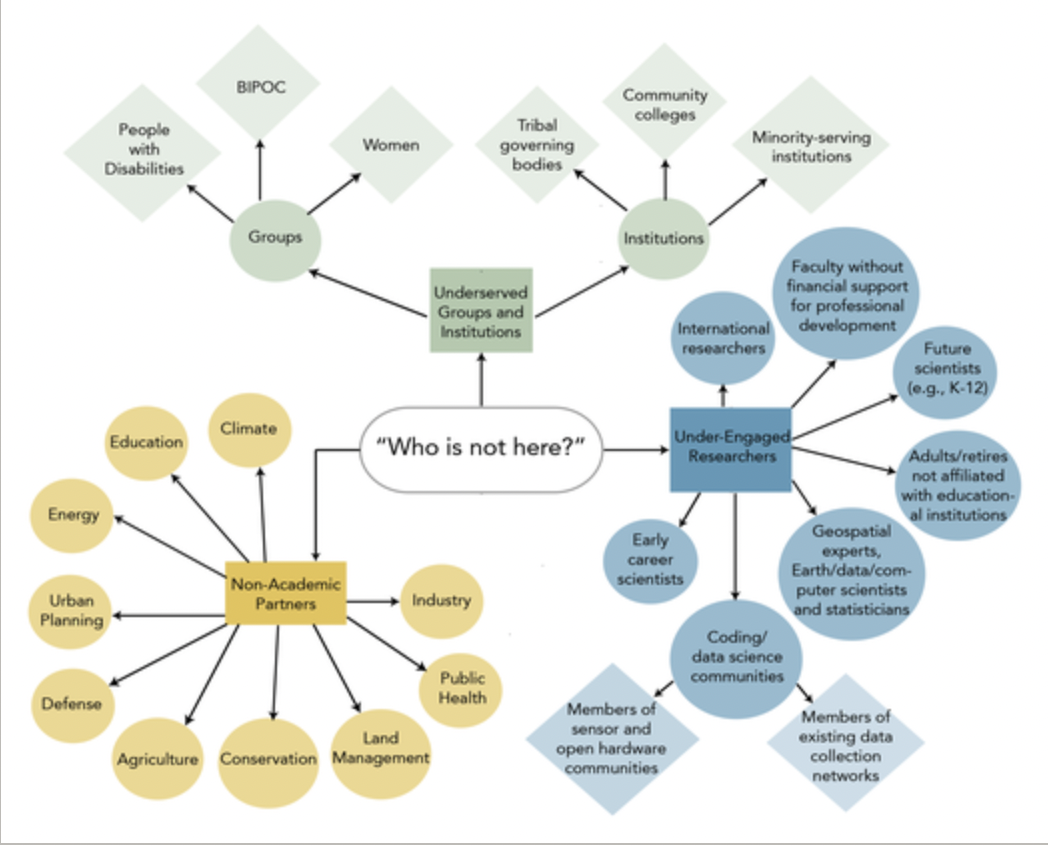 BIPOC
People
with
Disabilities
Women
Groups
Tribal
governing
bodies
Community
colleges
Minority-serving
institutions
Institutions
Underserved
Groups and
Institutions
"Who is not here?"
Under-Engaged
Researchers
International
researchers
Faculty without
financial support
for professional
development
Future
scientists
(e.g., K-12)
Adults/retires
not affiliated
with education-
al institutions
Geospatial
experts,
Earth/data/com-
puter scientists
and statisticians
Early
career
scientists
Coding/
data science
communities
Members of
sensor and
open hardware
communities
Members of
existing data
collection
networks
Non-Academic
Partners
Climate
Education
Energy
Urban
Planning
Defense
Agriculture
Conservation
Land
Management
Public
Health
Industry